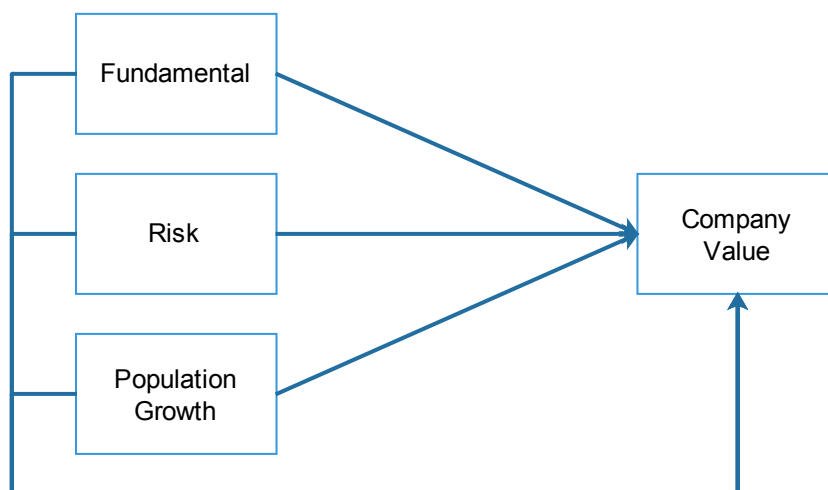 Fundamental
Risk
Population
Growth
Company
Value